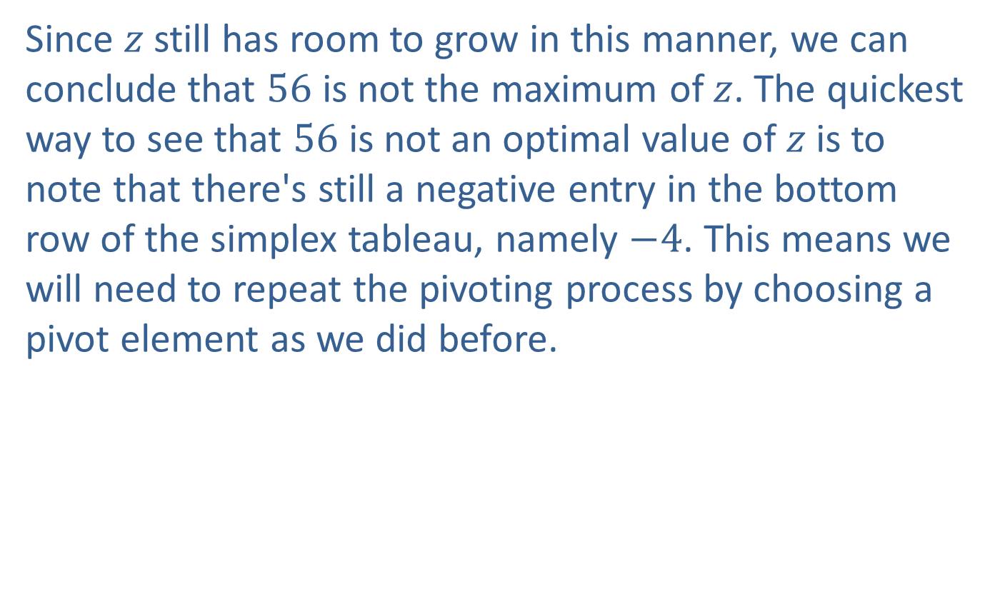 Since z still has room to grow in this manner, we can
conclude that 56 is not the maximum of z. The quickest
way to see that 56 is not an optimal value of z is to
note that there's still a negative entry in the bottom
row of the simplex tableau, namely −4. This means we
will need to repeat the pivoting process by choosing a
pivot element as we did before.